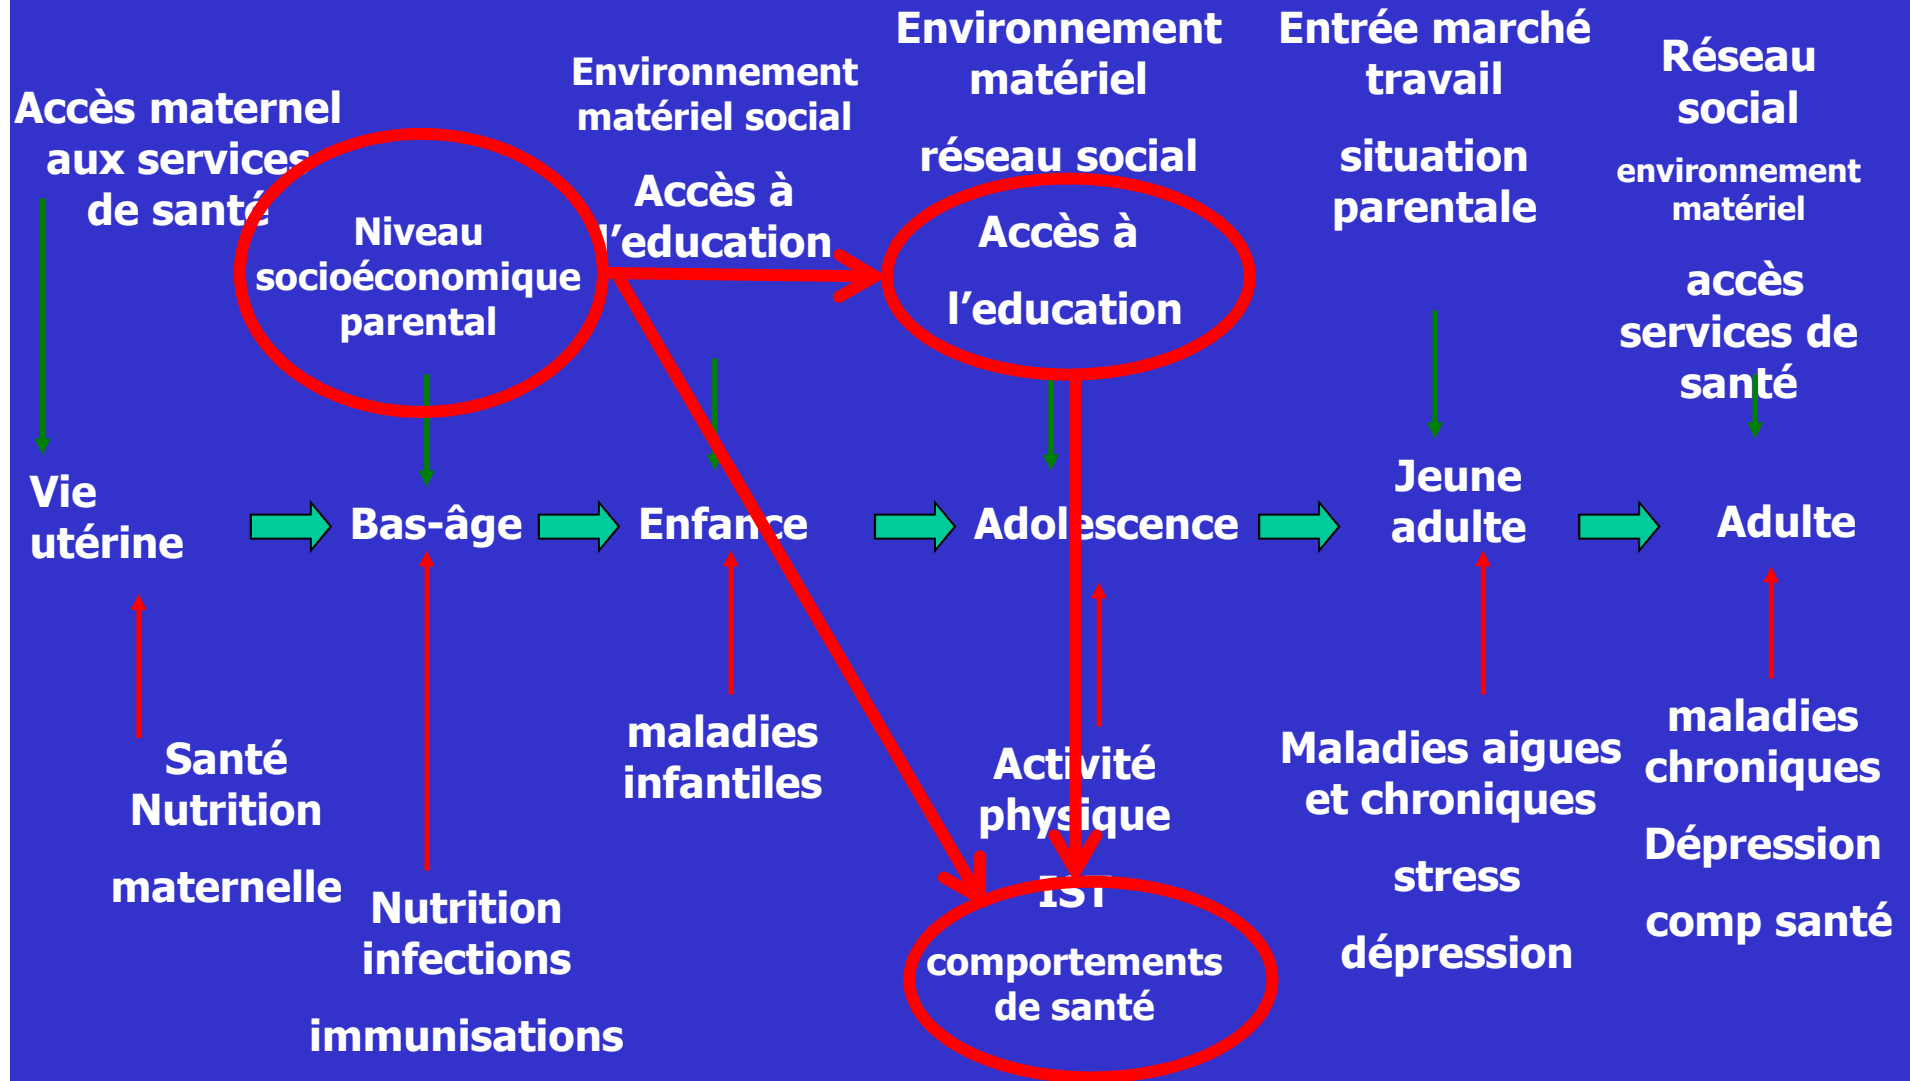 Accès maternel
aux services
de santé
Niveau
socioéconomique
parental
Environnement
matériel social
Accès à
l’education
Environnement
matériel
réseau social
Accès à
l’education
Entrée marché
travail
situation
parentale
Réseau
social
environnement
matériel
accès
services de
santé
Vie
utérine
Bas-âge
Enfance
Adolescence
Jeune
adulte
Adulte
Santé
Nutrition
maternelle
Nutrition
infections
immunisations
maladies
infantiles
Activité
physique
IST
comportements
de santé
Maladies aigues
et chroniques
stress
dépression
maladies
chroniques
Dépression
comp santé